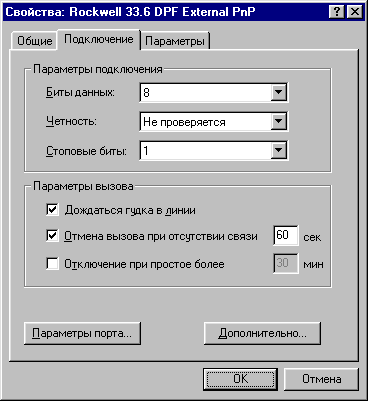 Свойства: Rockwell 33.6 DPF External PnP
Общие Подключение Параметры
Параметры подключения
Биты данных: 8
Четность: Не проверяется
Стоповые биты: 1
Параметры вызова
Дождаться гудка в линии
Отмена вызова при отсутствии связи 60 сек
Отключение при простое более 30 мин
Параметры порта... Дополнительно...
OK Отмена